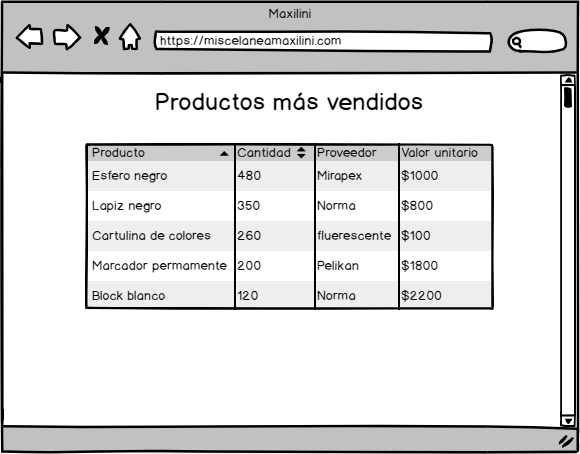 Maxilini
https://miscelaneamaxilini.com
Productos más vendidos
Producto Cantidad Proveedor Valor unitario
Esfero negro 480 Mirapex $1000
Lapiz negro 350 Norma $800
Cartulina de colores 260 fluerescente $100
Marcador permamente 200 Pelikan $1800
Block blanco 120 Norma $2200